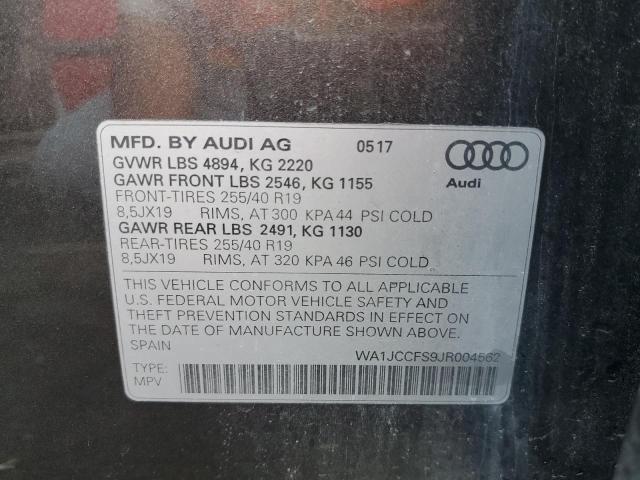 MFD. BY AUDI AG 0517
GVWR LBS 4894, KG 2220
GAWR FRONT LBS 2546, KG 1155
Audi
FRONT-TIRES 255/40 R19
8,5JX19 RIMS, AT 300 KPA 44 PSI COLD
GAWR REAR LBS 2491, KG 1130
REAR-TIRES 255/40 R19
8,5JX19 RIMS, AT 320 KPA 46 PSI COLD
THIS VEHICLE CONFORMS TO ALL APPLICABLE
U.S. FEDERAL MOTOR VEHICLE SAFETY AND
THEFT PREVENTION STANDARDS IN EFFECT ON
THE DATE OF MANUFACTURE SHOWN ABOVE.
SPAIN
WA1JCCFS9JR004562
TYPE:
MPV